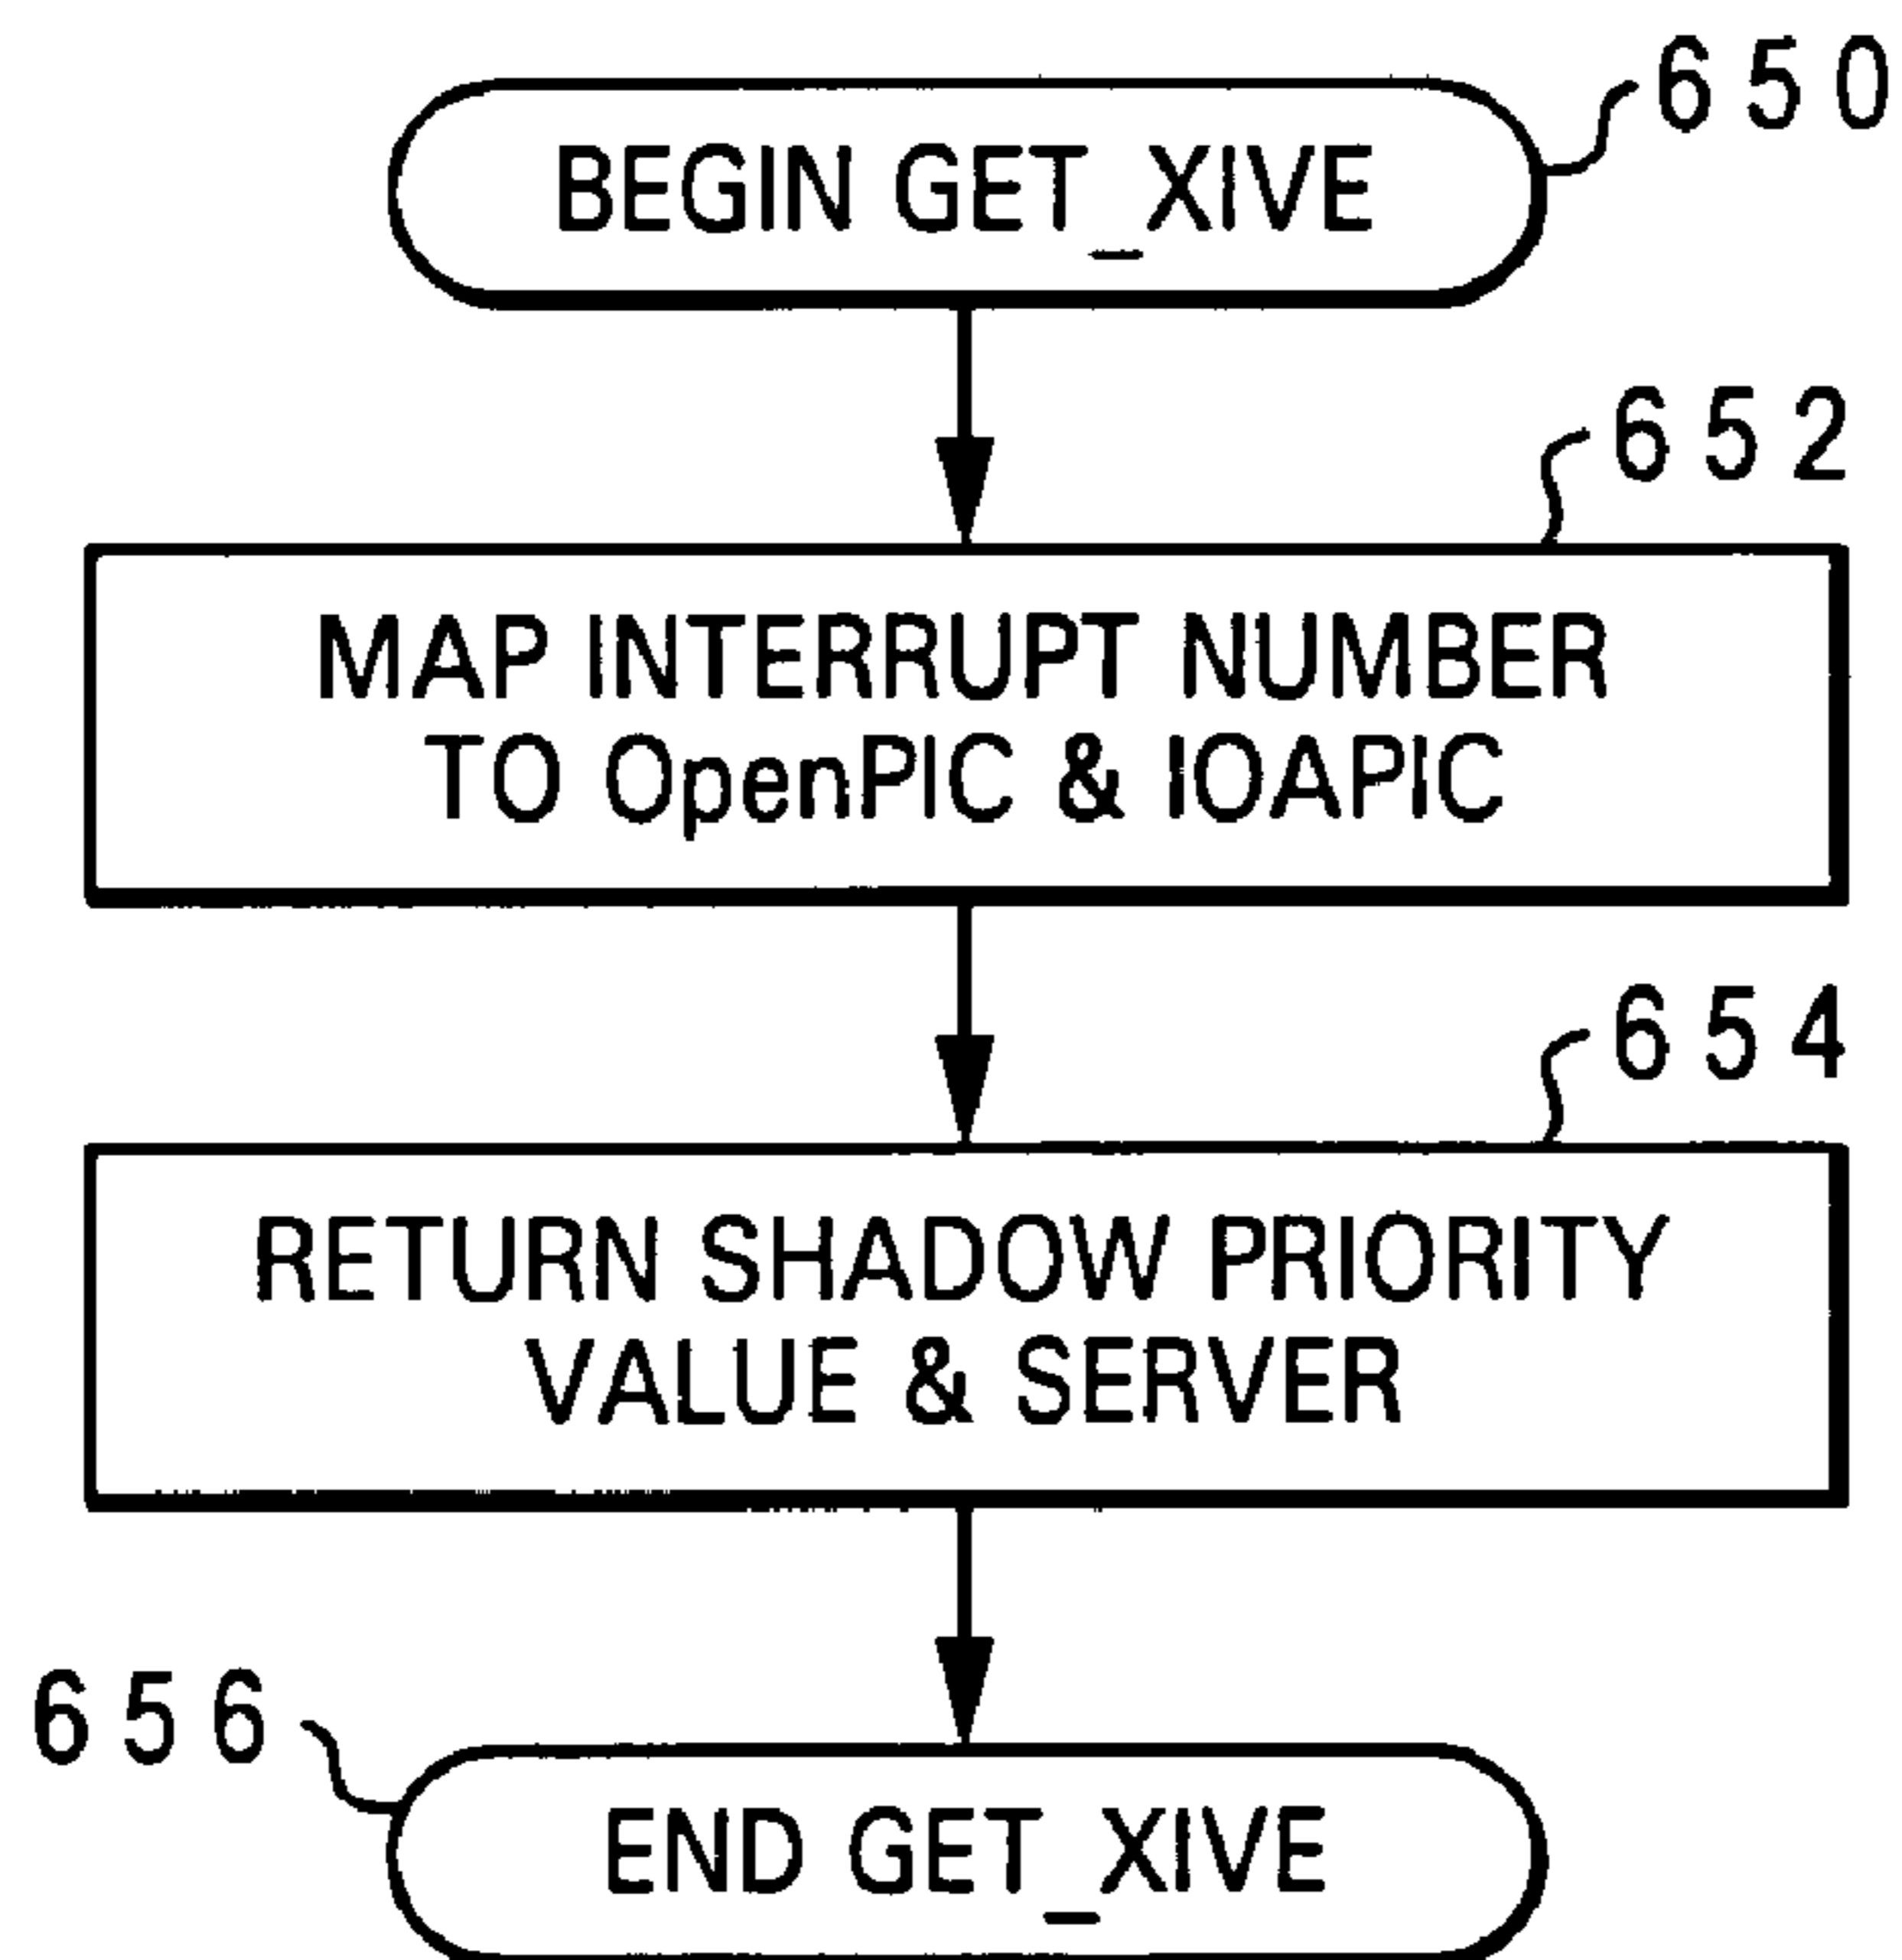 650
BEGIN GET_XIVE
652
MAP INTERRUPT NUMBER
TO OpenPIC & IOAPIC
654
RETURN SHADOW PRIORITY
VALUE & SERVER
656
END GET_XIVE